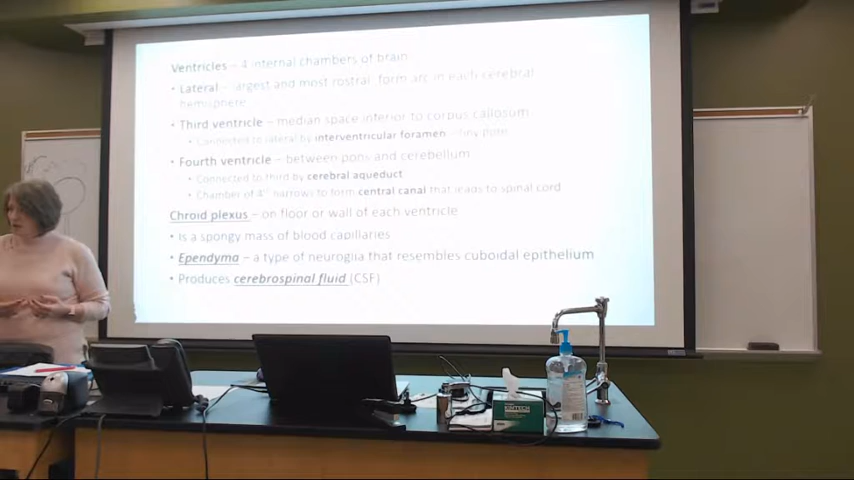 Ventricles – 4 internal chambers of brain
• Lateral – largest and most rostral, form arc in each cerebral
hemisphere
• Third ventricle – median space inferior to corpus callosum
• Connected to lateral by interventricular foramen – tiny pore
• Fourth ventricle – between pons and cerebellum
• Connected to third by cerebral aqueduct
• Chamber of 4th narrows to form central canal that leads to spinal cord
Chroid plexus – on floor or wall of each ventricle
• Is a spongy mass of blood capillaries
• Ependyma – a type of neuroglia that resembles cuboidal epithelium
• Produces cerebrospinal fluid (CSF)
KIMTECH